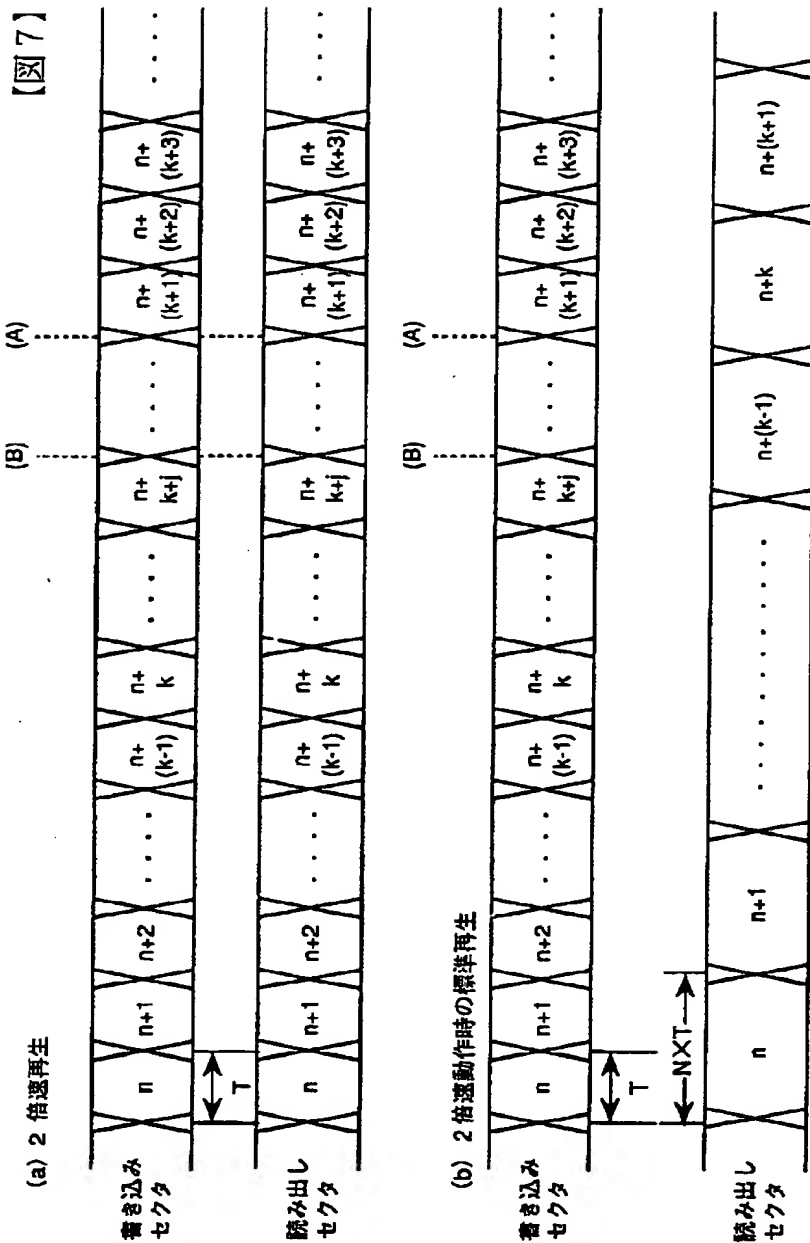 【図7】
(a) 2 倍速再生
(B)
(A)
書き込み
セクタ
n
n+1
n+2
・・・・
n+
(k-1)
n+
k
・・・・
n+
k+j
・・・・
n+
(k+1)
n+
(k+2)
n+
(k+3)
・・・・
T
読み出し
セクタ
n
n+1
n+2
・・・・
n+
(k-1)
n+
k
・・・・
n+
k+j
・・・・
n+
(k+1)
n+
(k+2)
n+
(k+3)
・・・・
(b) 2 倍速動作時の標準再生
(B)
(A)
書き込み
セクタ
n
n+1
n+2
・・・・
n+
(k-1)
n+
k
・・・・
n+
k+j
・・・・
n+
(k+1)
n+
(k+2)
n+
(k+3)
・・・・
T
N×T
読み出し
セクタ
n
n+1
・・・・・・・・・・・
n+(k-1)
n+k
n+(k+1)
・・・・